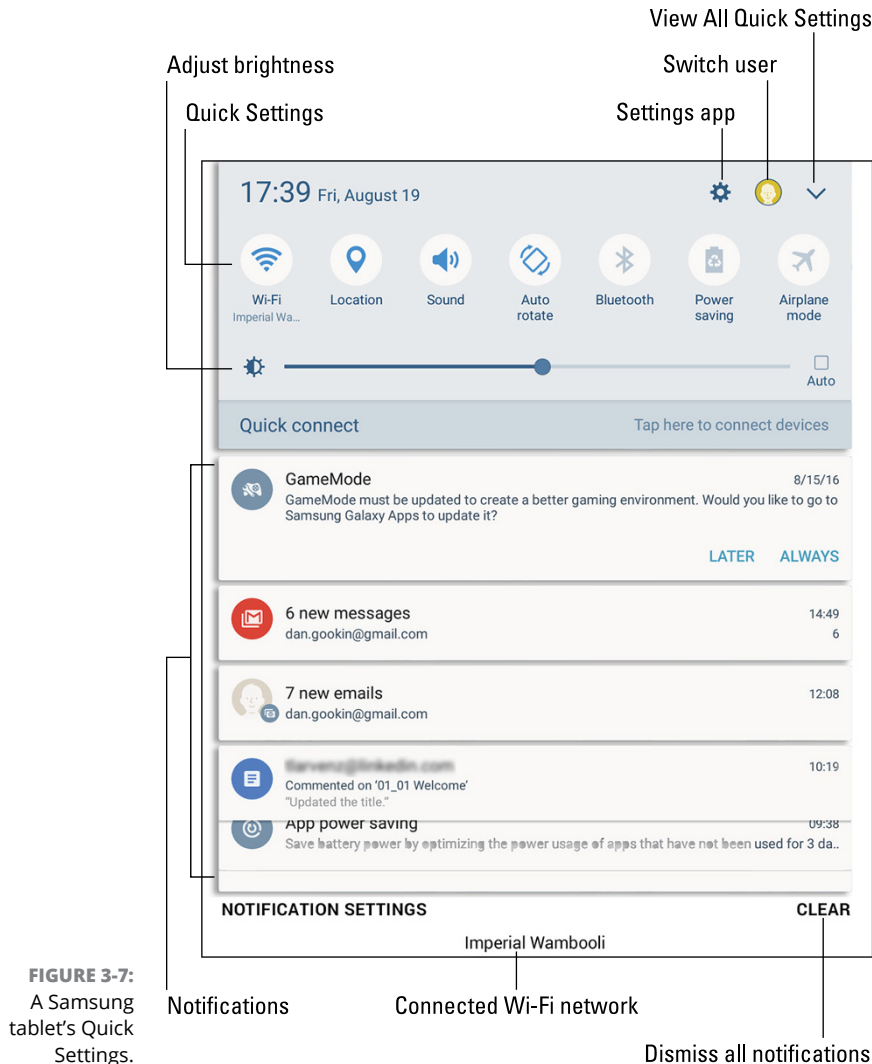 View All Quick Settings
Adjust brightness
Switch user
Quick Settings
Settings app
17:39 Fri, August 19
Wi-Fi
Imperial Wa...
Location
Sound
Auto
rotate
Bluetooth
Power
saving
Airplane
mode
Auto
Quick connect
Tap here to connect devices
GameMode
8/15/16
GameMode must be updated to create a better gaming environment. Would you like to go to
Samsung Galaxy Apps to update it?
LATER
ALWAYS
6 new messages
14:49
dan.gookin@gmail.com
6
7 new emails
12:08
dan.gookin@gmail.com
10:19
Commented on '01_01 Welcome'
"Updated the title."
App power saving
09:38
Save battery power by optimizing the power usage of apps that have not been used for 3 da..
NOTIFICATION SETTINGS
CLEAR
Imperial Wambooli
FIGURE 3-7:
A Samsung
tablet's Quick
Settings.
Notifications
Connected Wi-Fi network
Dismiss all notifications